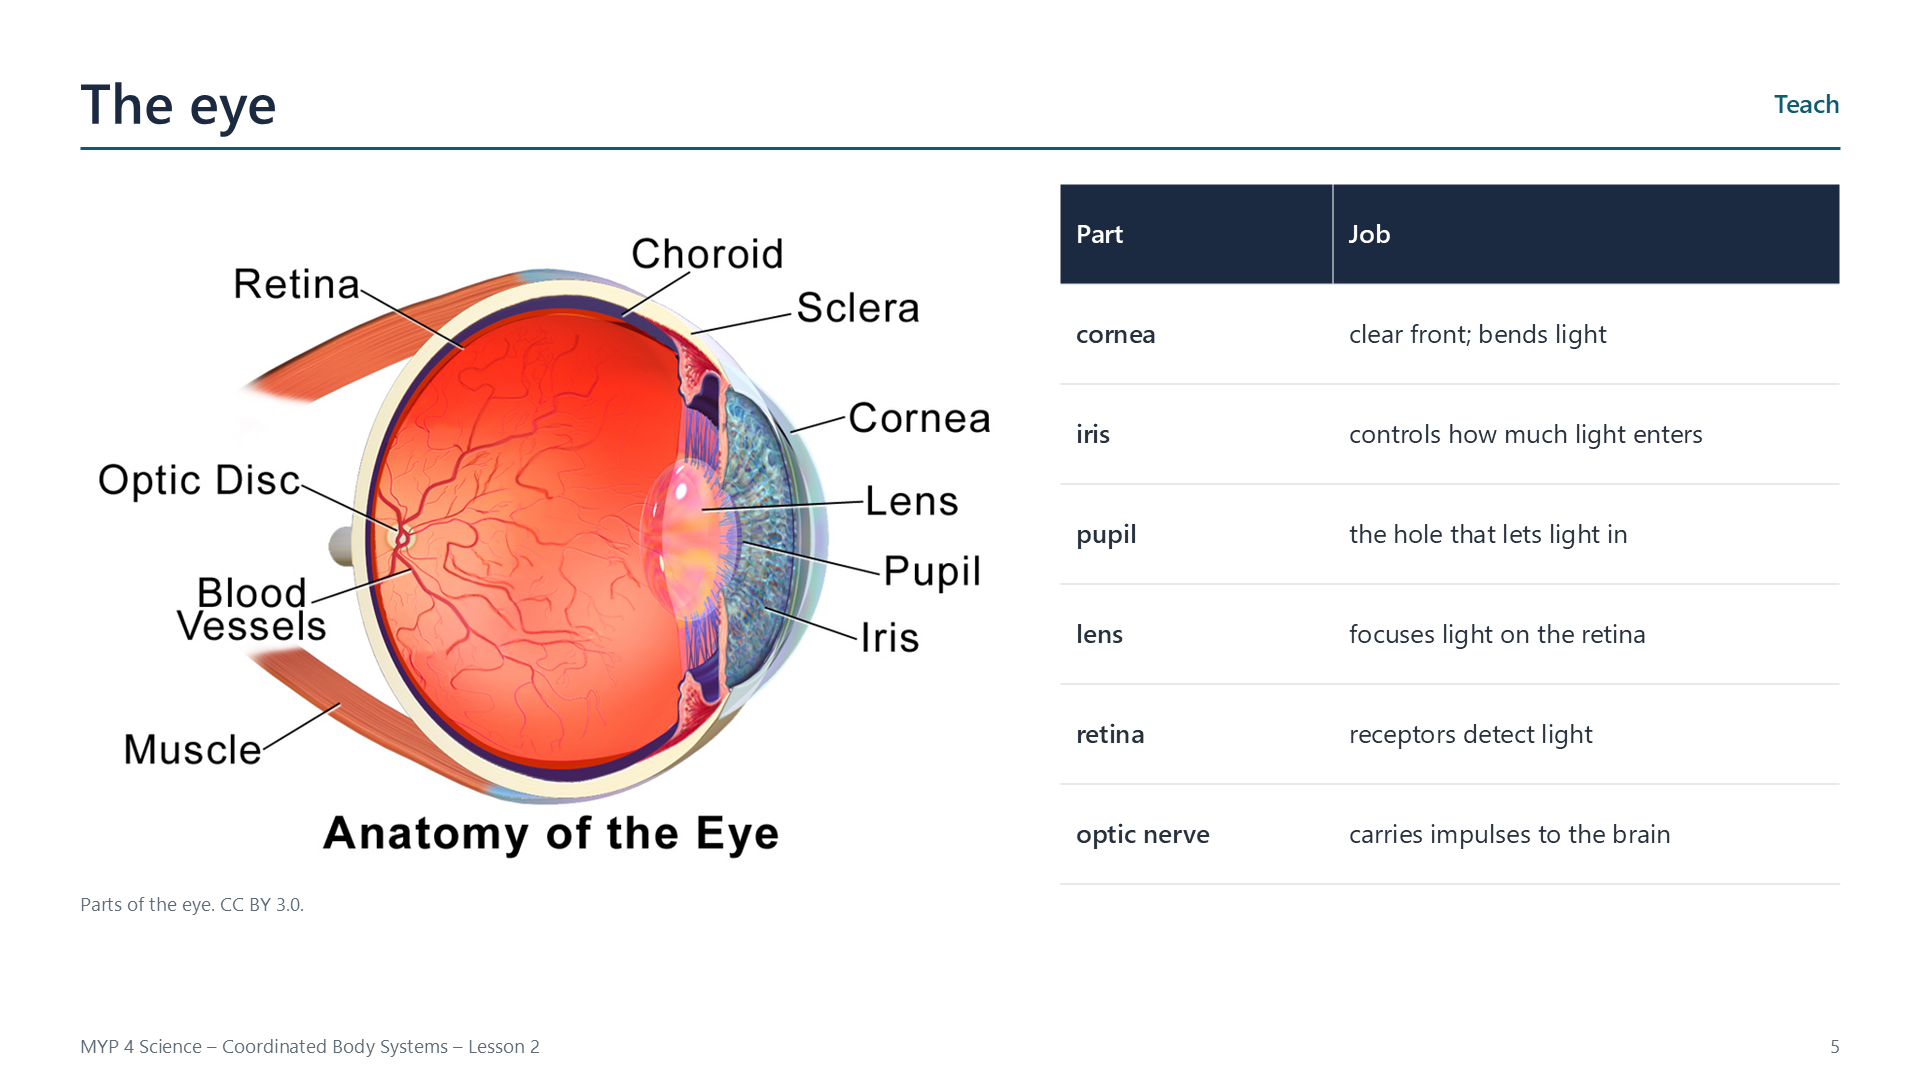 The eye
Teach
Choroid
Retina
Sclera
Cornea
Optic Disc
Lens
Pupil
Blood
Vessels
Iris
Muscle
Anatomy of the Eye
Parts of the eye. CC BY 3.0.
Part Job
cornea clear front; bends light
iris controls how much light enters
pupil the hole that lets light in
lens focuses light on the retina
retina receptors detect light
optic nerve carries impulses to the brain
MYP 4 Science – Coordinated Body Systems – Lesson 2
5